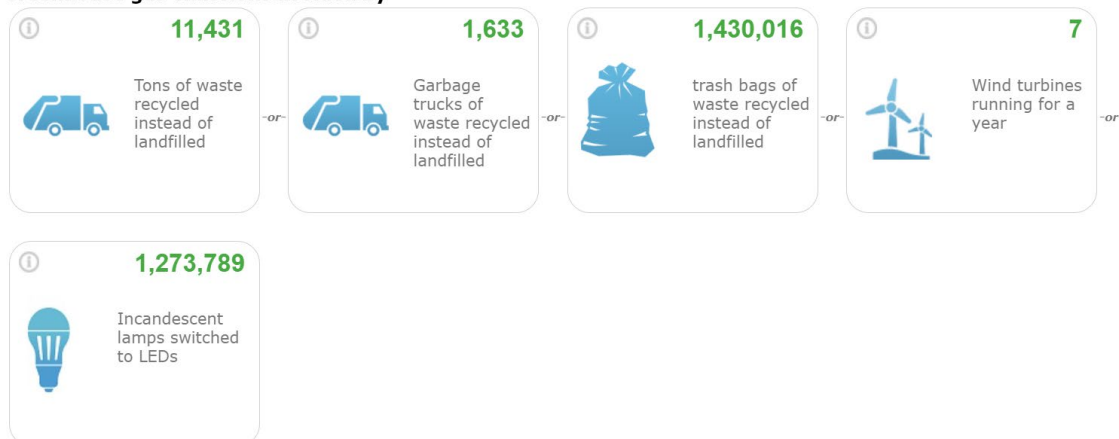 11,431
Tons of waste
recycled
instead of
landfilled
-or-
1,633
Garbage
trucks of
waste recycled
instead of
landfilled
-or-
1,430,016
trash bags of
waste recycled
instead of
landfilled
-or-
7
Wind turbines
running for a
year
-or
1,273,789
Incandescent
lamps switched
to LEDs